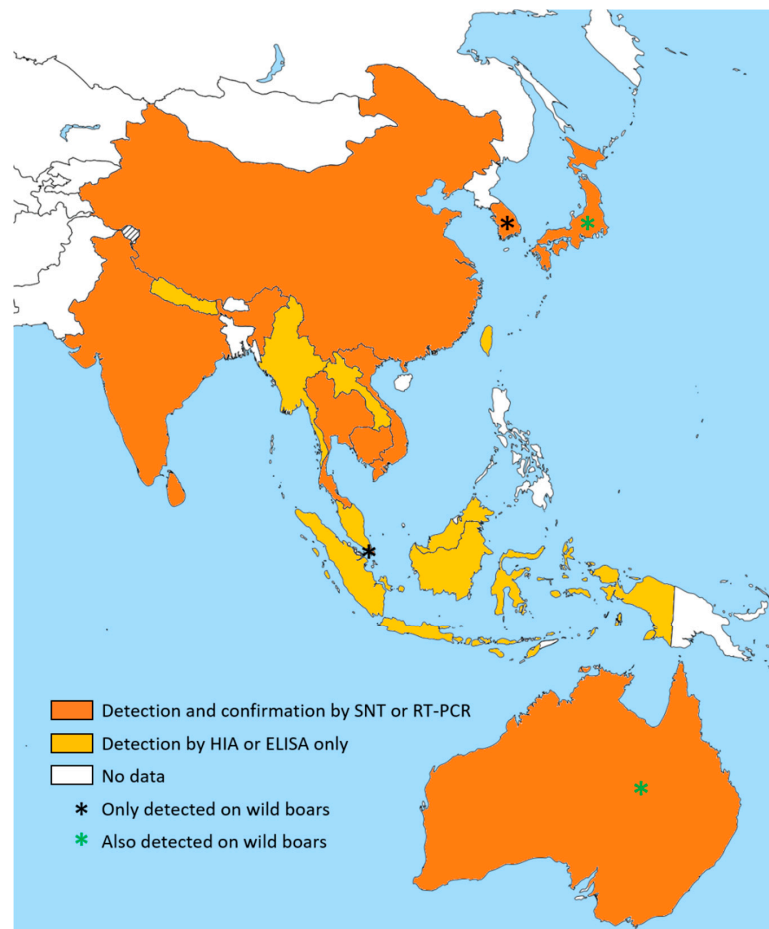 Detection and confirmation by SNT or RT-PCR
Detection by HIA or ELISA only
No data
* Only detected on wild boars
* Also detected on wild boars